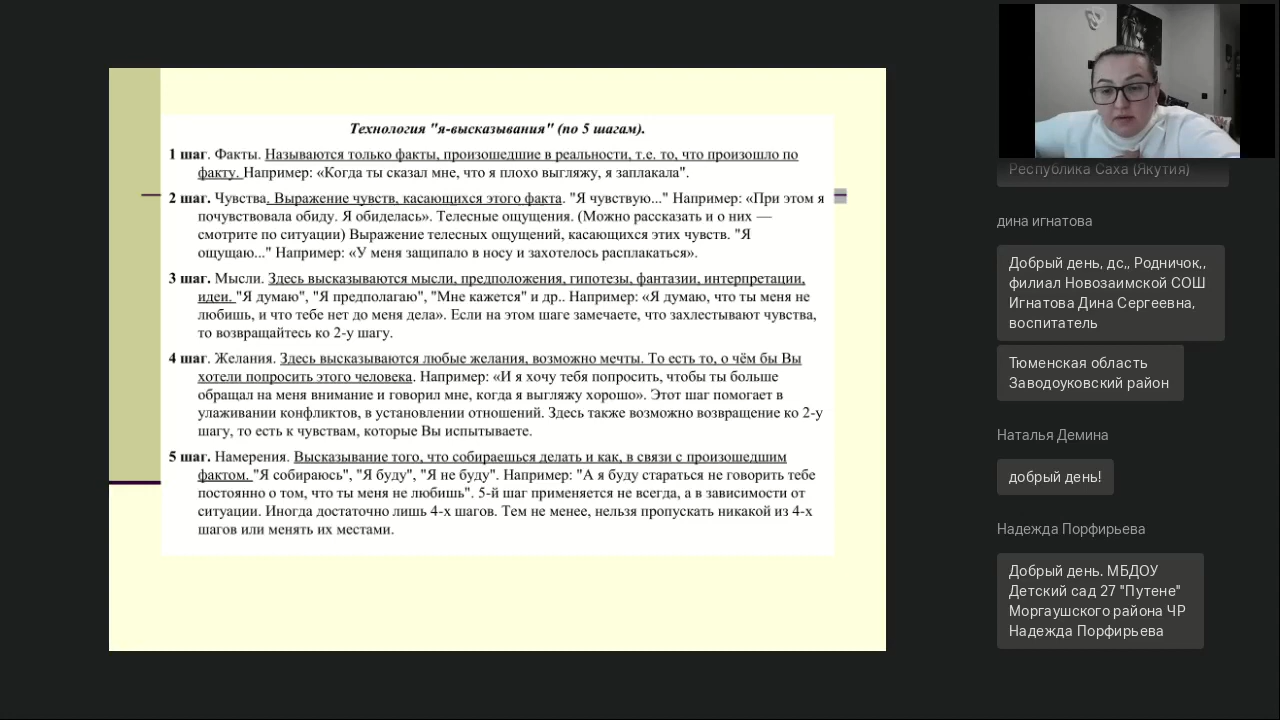 Технология "я-высказывания" (по 5 шагам).
1 шаг. Факты. Называются только факты, произошедшие в реальности, т.е. то, что произошло по
факту. Например: «Когда ты сказал мне, что я плохо выгляжу, я заплакала".
2 шаг. Чувства. Выражение чувств, касающихся этого факта. "Я чувствую..." Например: «При этом я
почувствовала обиду. Я обиделась». Телесные ощущения. (Можно рассказать и о них —
смотрите по ситуации) Выражение телесных ощущений, касающихся этих чувств. "Я
ощущаю..." Например: «У меня защипало в носу и захотелось расплакаться».
3 шаг. Мысли. Здесь высказываются мысли, предположения, гипотезы, фантазии, интерпретации,
идеи. "Я думаю", "Я предполагаю", "Мне кажется" и др.. Например: «Я думаю, что ты меня не
любишь, и что тебе нет до меня дела». Если на этом шаге замечаете, что захлестывают чувства,
то возвращайтесь ко 2-у шагу.
4 шаг. Желания. Здесь высказываются любые желания, возможно мечты. То есть то, о чём бы Вы
хотели попросить этого человека. Например: «И я хочу тебя попросить, чтобы ты больше
обращал на меня внимание и говорил мне, когда я выгляжу хорошо». Этот шаг помогает в
улаживании конфликтов, в установлении отношений. Здесь также возможно возвращение ко 2-у
шагу, то есть к чувствам, которые Вы испытываете.
5 шаг. Намерения. Высказывание того, что собираешься делать и как, в связи с произошедшим
фактом. "Я собираюсь", "Я буду", "Я не буду". Например: "А я буду стараться не говорить тебе
постоянно о том, что ты меня не любишь". 5-й шаг применяется не всегда, а в зависимости от
ситуации. Иногда достаточно лишь 4-х шагов. Тем не менее, нельзя пропускать никакой из 4-х
шагов или менять их местами.
Республика Саха (Якутия)
дина игнатова
Добрый день, дс,, Родничок,,
филиал Новозаимской СОШ
Игнатова Дина Сергеевна,
воспитатель
Тюменская область
Заводоуковский район
Наталья Демина
добрый день!
Надежда Порфирьева
Добрый день. МБДОУ
Детский сад 27 "Путене"
Моргаушского района ЧР
Надежда Порфирьева